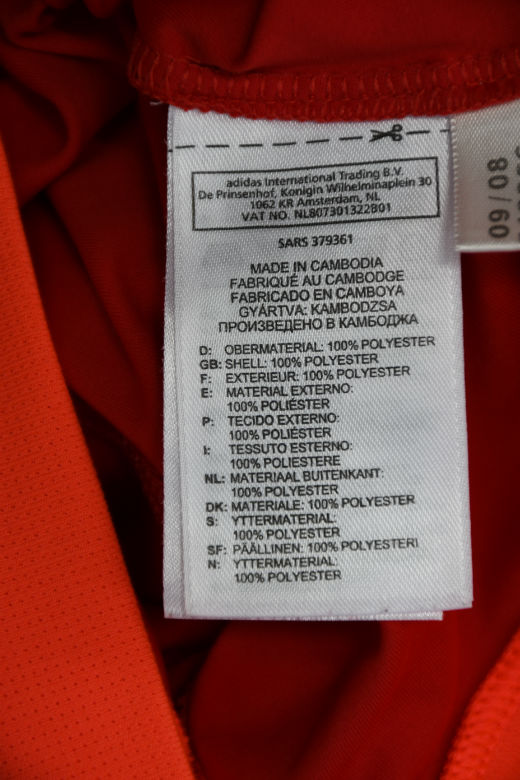 adidas International Trading B.V.
De Prinsenhof, Konigin Wilhelminaplein 30
1062 KR Amsterdam, NL
VAT NO. NL807301322B01
SARS 379361
MADE IN CAMBODIA
FABRIQUÉ AU CAMBODGE
FABRICADO EN CAMBOYA
GYÁRTVA: KAMBODZSA
ПРОИЗВЕДЕНО В КАМБОДЖА
D: OBERMATERIAL: 100% POLYESTER
GB: SHELL: 100% POLYESTER
F: EXTERIEUR: 100% POLYESTER
E: MATERIAL EXTERNO:
100% POLIÉSTER
P: TECIDO EXTERNO:
100% POLIÉSTER
I: TESSUTO ESTERNO:
100% POLIESTERE
NL: MATERIAAL BUITENKANT:
100% POLYESTER
DK: MATERIALE: 100% POLYESTER
S: YTTERMATERIAL:
100% POLYESTER
SF: PÄÄLLINEN: 100% POLYESTERI
N: YTTERMATERIAL:
100% POLYESTER
09/08